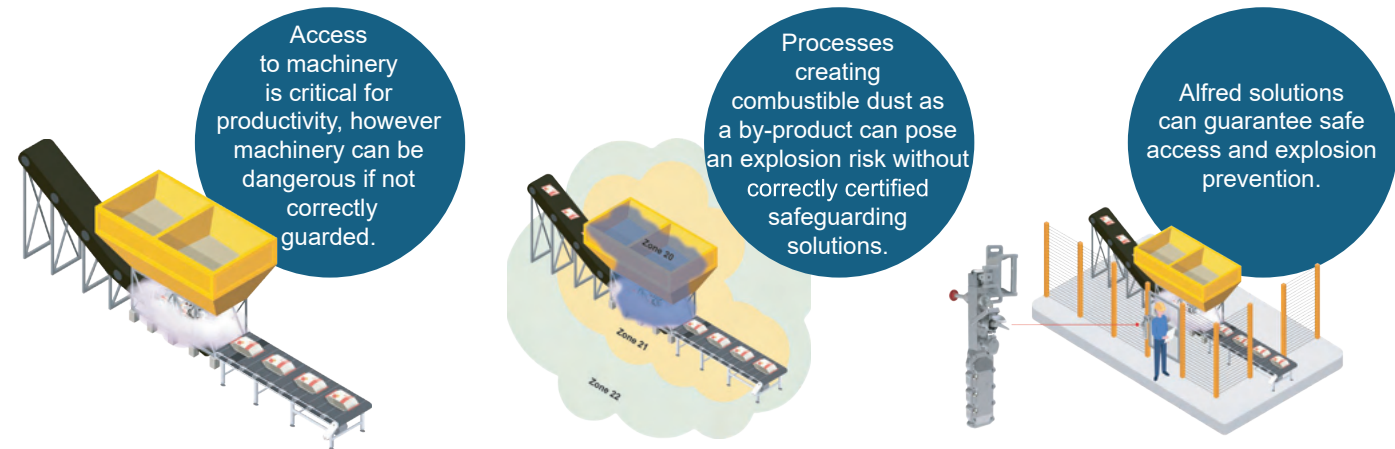 Access
to machinery
is critical for
productivity, however
machinery can be
dangerous if not
correctly
guarded.
Processes
creating
combustible dust as
a by-product can pose
an explosion risk without
correctly certified
safeguarding
solutions.
Zone 20
Zone 21
Zone 22
Alfred solutions
can guarantee safe
access and explosion
prevention.